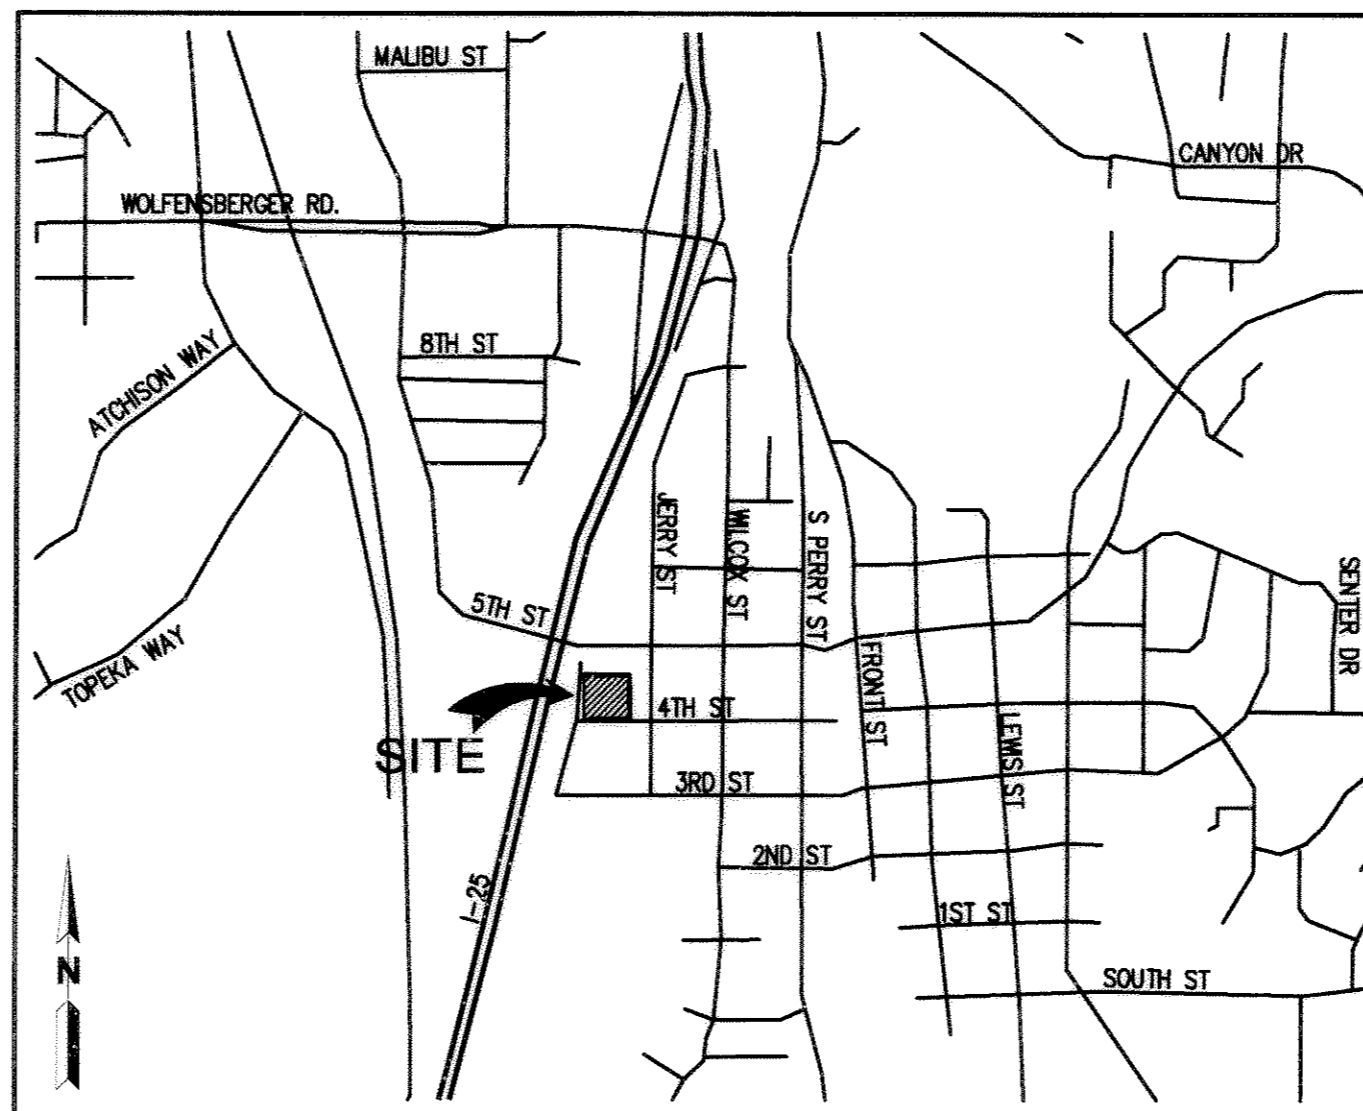 MALIBU ST
CANYON DR
WOLFENSBERGER RD.
8TH ST
ATCHISON WAY
JERRY ST
WILCOX ST
S PERRY ST
SENTER DR
5TH ST
TOPEKA WAY
FRONT ST
4TH ST
LEWIS ST
SITE
3RD ST
2ND ST
I-25
1ST ST
N
SOUTH ST